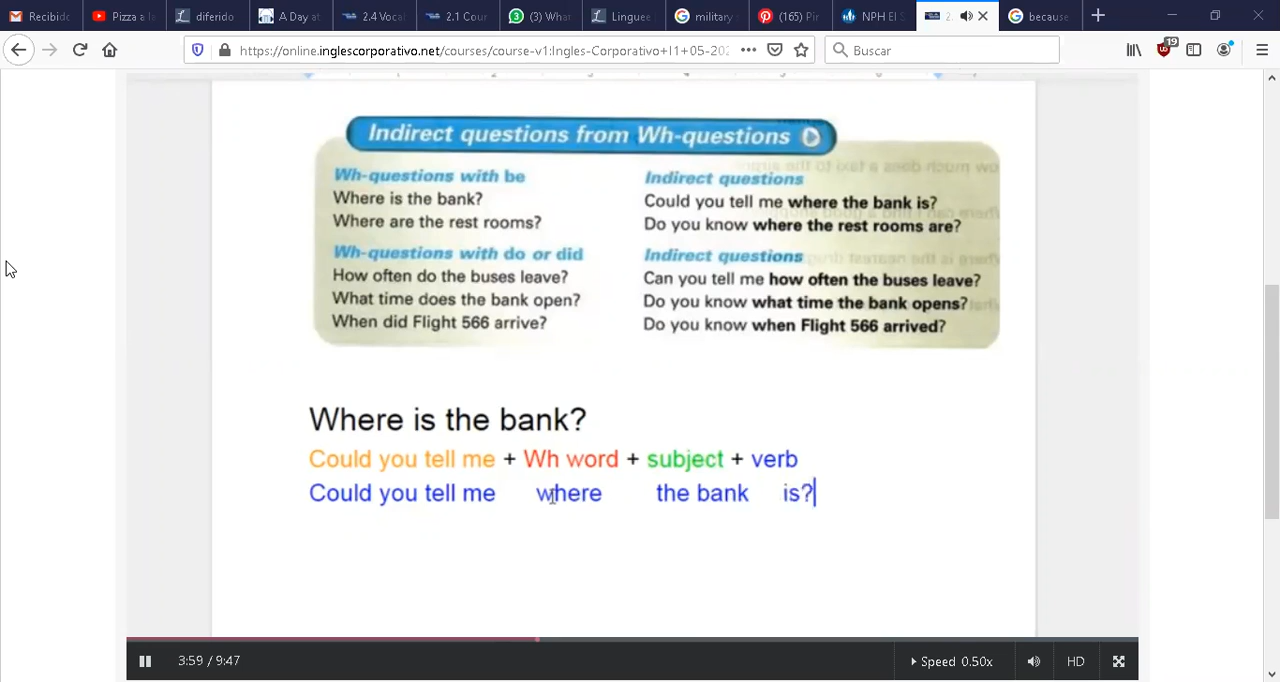 Recibido
Pizza a la
diferido
A Day at
2.4 Voca
2.1 Cour
(3) What
Linguee
military
(165) Pin
NPH El S
2.
because
https://online.inglescorporativo.net/courses/course-v1:Ingles-Corporativo+I1+05-202
Buscar
19
Indirect questions from Wh-questions
Wh-questions with be
Where is the bank?
Where are the rest rooms?
Wh-questions with do or did
How often do the buses leave?
What time does the bank open?
When did Flight 566 arrive?
Indirect questions
Could you tell me where the bank is?
Do you know where the rest rooms are?
Indirect questions
Can you tell me how often the buses leave?
Do you know what time the bank opens?
Do you know when Flight 566 arrived?
Where is the bank?
Could you tell me + Wh word + subject + verb
Could you tell me where the bank is?
3:59 / 9:47
Speed 0.50x
HD